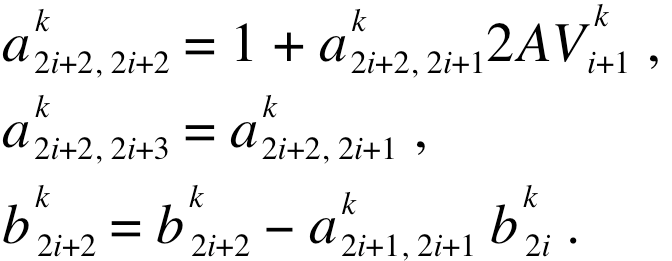 a^k_{2i+2, 2i+2} = 1 + a^k_{2i+2, 2i+1} 2AV^k_{i+1} ,
a^k_{2i+2, 2i+3} = a^k_{2i+2, 2i+1} ,
b^k_{2i+2} = b^k_{2i+2} − a^k_{2i+1, 2i+1} b^k_{2i} .